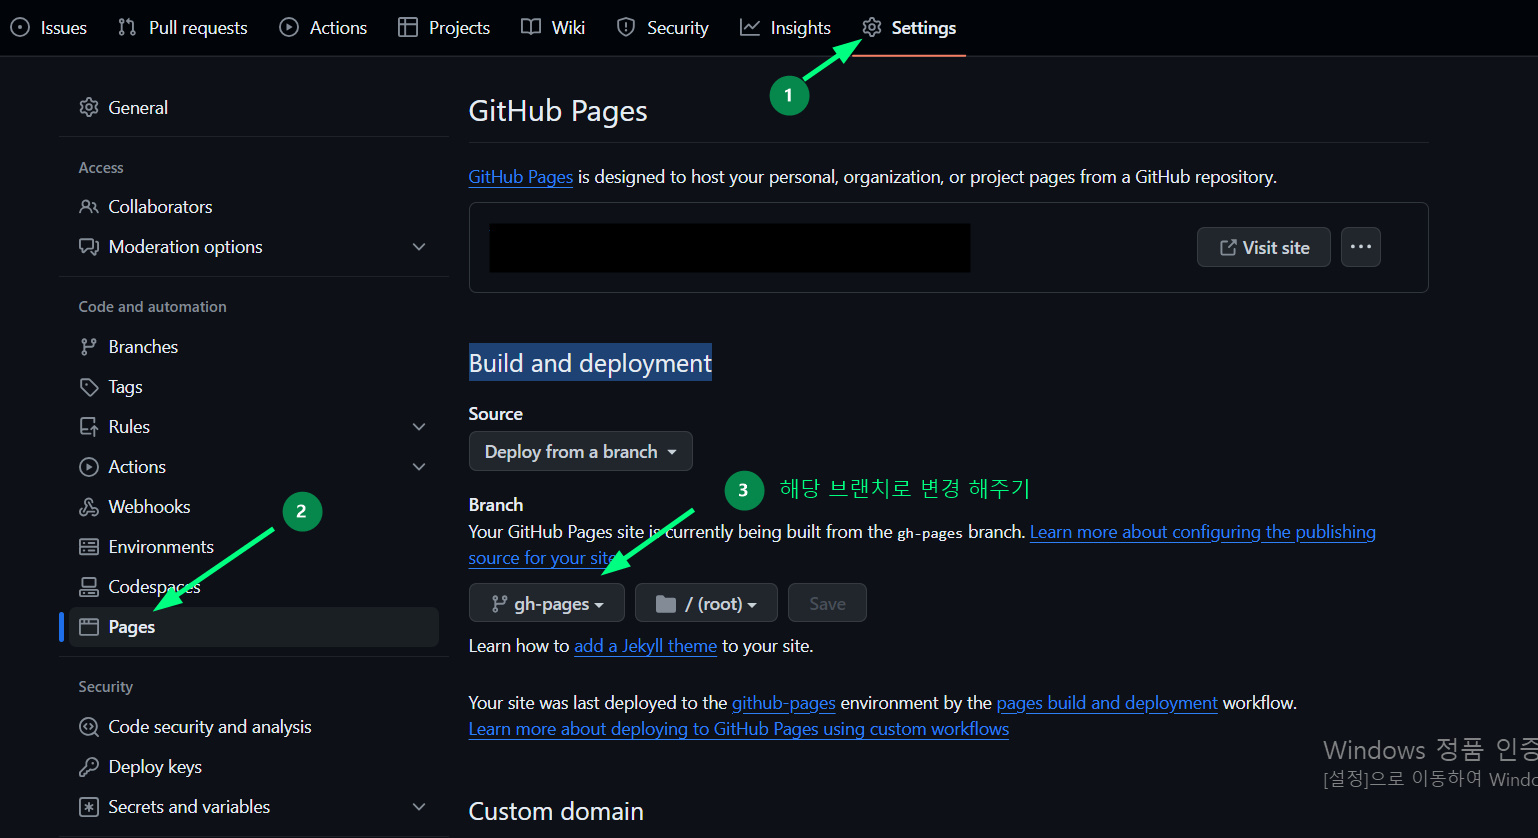 Issues Pull requests Actions Projects Wiki Security Insights Settings
1
General
Access
Collaborators
Moderation options
Code and automation
Branches
Tags
Rules
Actions
Webhooks
2
Environments
Codespaces
Pages
Security
Code security and analysis
Deploy keys
Secrets and variables
GitHub Pages
GitHub Pages is designed to host your personal, organization, or project pages from a GitHub repository.
Visit site
Build and deployment
Source
Deploy from a branch
3 해당 브랜치로 변경 해주기
Branch
Your GitHub Pages site is currently being built from the gh-pages branch. Learn more about configuring the publishing
source for your site
gh-pages / (root) Save
Learn how to add a Jekyll theme to your site.
Your site was last deployed to the github-pages environment by the pages build and deployment workflow.
Learn more about deploying to GitHub Pages using custom workflows
Custom domain
Windows 정품 인증
[설정]으로 이동하여